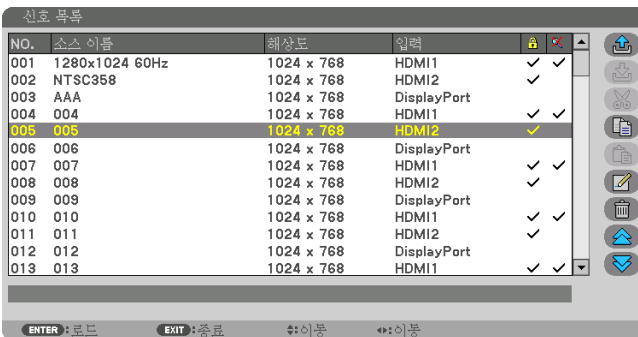 신호 목록
NO. 소스 이름 해상도 입력
001 1280x1024 60Hz 1024 x 768 HDMI1 ✓ ✓
002 NTSC358 1024 x 768 HDMI2 ✓
003 AAA 1024 x 768 DisplayPort
004 004 1024 x 768 HDMI1 ✓ ✓
005 005 1024 x 768 HDMI2 ✓
006 006 1024 x 768 DisplayPort
007 007 1024 x 768 HDMI1 ✓ ✓
008 008 1024 x 768 HDMI2 ✓
009 009 1024 x 768 DisplayPort
010 010 1024 x 768 HDMI1 ✓ ✓
011 011 1024 x 768 HDMI2 ✓
012 012 1024 x 768 DisplayPort
013 013 1024 x 768 HDMI1 ✓ ✓
ENTER :로드 EXIT :종료 :이동 :이동